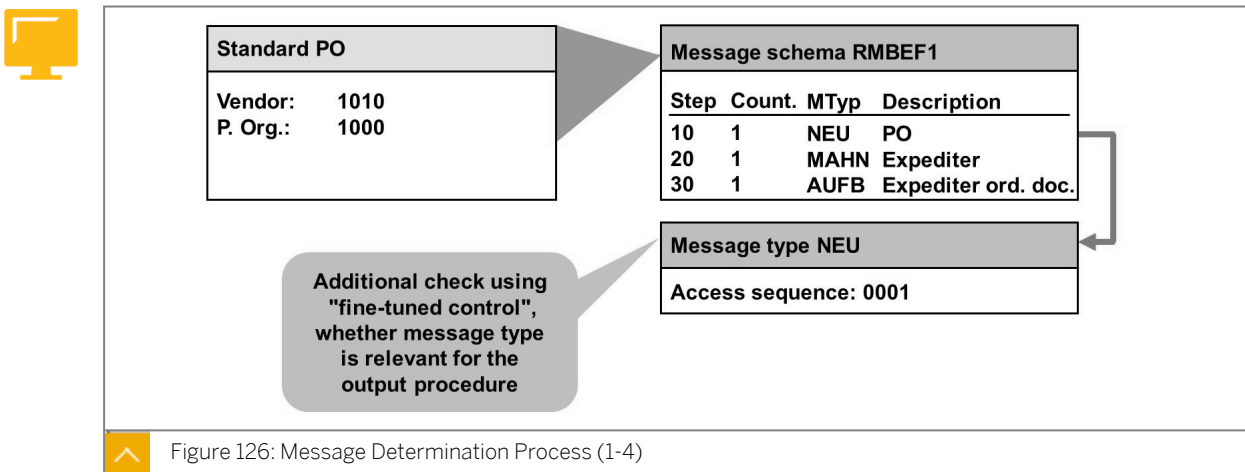 Standard PO
Vendor: 1010
P. Org.: 1000
Message schema RMBEF1
Step Count. MTyp Description
10 1 NEU PO
20 1 MAHN Expediter
30 1 AUFB Expediter ord. doc.
Message type NEU
Access sequence: 0001
Additional check using
"fine-tuned control",
whether message type
is relevant for the
output procedure
Figure 126: Message Determination Process (1-4)